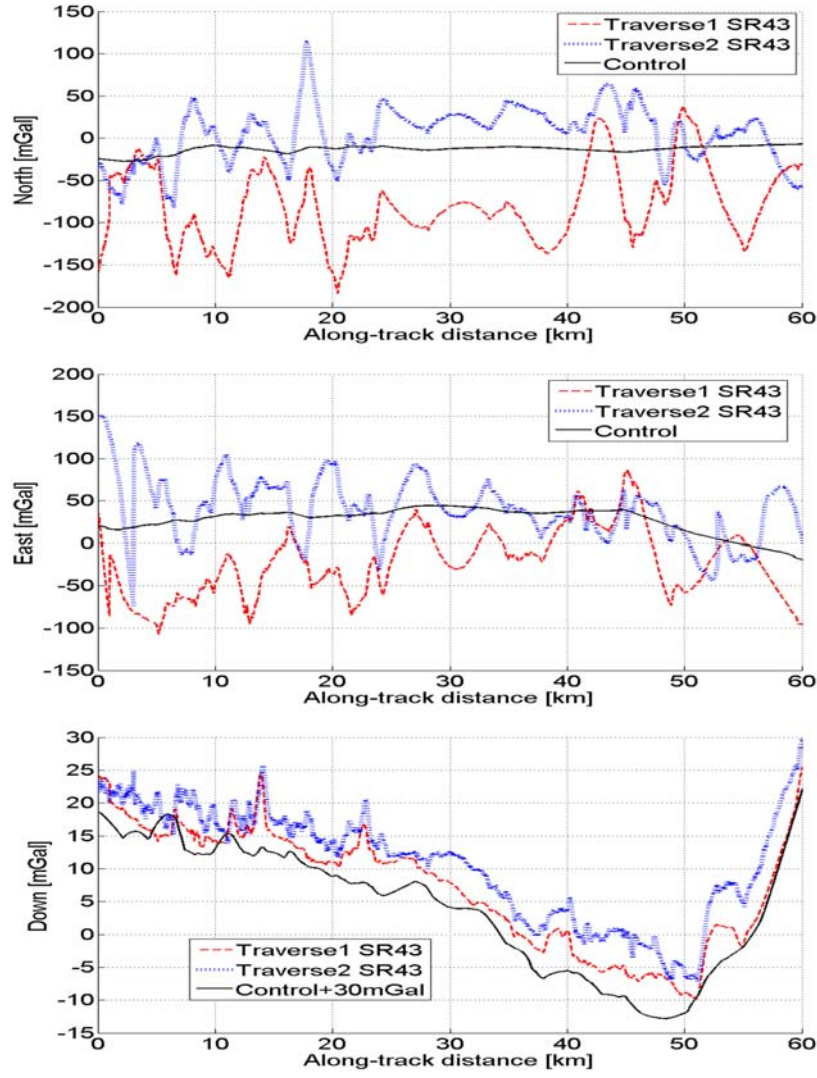 150
100
50
0
-50
-100
-150
-200
North [mGal]
Traverse1 SR43
Traverse2 SR43
Control
0 10 20 30 40 50 60
Along-track distance [km]
200
150
100
50
0
-50
-100
-150
East [mGal]
Traverse1 SR43
Traverse2 SR43
Control
0 10 20 30 40 50 60
Along-track distance [km]
30
25
20
15
10
5
0
-5
-10
-15
Down [mGal]
Traverse1 SR43
Traverse2 SR43
Control+30mGal
0 10 20 30 40 50 60
Along-track distance [km]